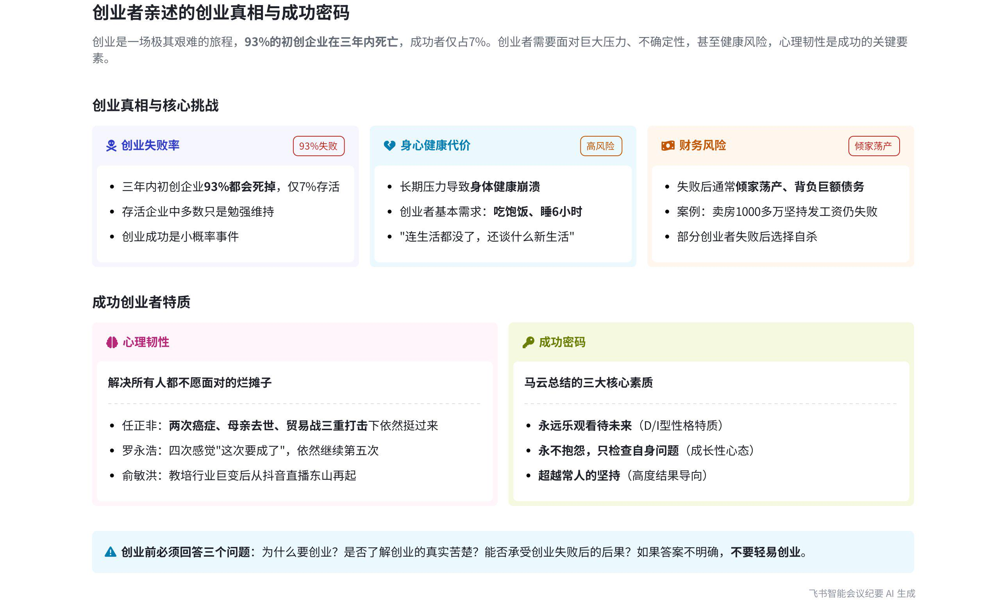 创业者亲述的创业真相与成功密码
创业是一场极其艰难的旅程，93%的初创企业在三年内死亡，成功者仅占7%。创业者需要面对巨大压力、不确定性，甚至健康风险，心理韧性是成功的关键要
素。
创业真相与核心挑战
创业失败率
93%失败
三年内初创企业93%都会死掉，仅7%存活
存活企业中多数只是勉强维持
创业成功是小概率事件
身心健康代价
高风险
长期压力导致身体健康崩溃
创业者基本需求：吃饱饭、睡6小时
"连生活都没了，还谈什么新生活"
财务风险
倾家荡产
失败后通常倾家荡产、背负巨额债务
案例：卖房1000多万坚持发工资仍失败
部分创业者失败后选择自杀
成功创业者特质
心理韧性
解决所有人都不愿面对的烂摊子
任正非：两次癌症、母亲去世、贸易战三重打击下依然挺过来
罗永浩：四次感觉"这次要成了"，依然继续第五次
俞敏洪：教培行业巨变后从抖音直播东山再起
成功密码
马云总结的三大核心素质
永远乐观看待未来（D/I型性格特质）
永不抱怨，只检查自身问题（成长性心态）
超越常人的坚持（高度结果导向）
创业前必须回答三个问题：为什么要创业？是否了解创业的真实苦楚？能否承受创业失败后的后果？如果答案不明确，不要轻易创业。
飞书智能会议纪要 AI 生成